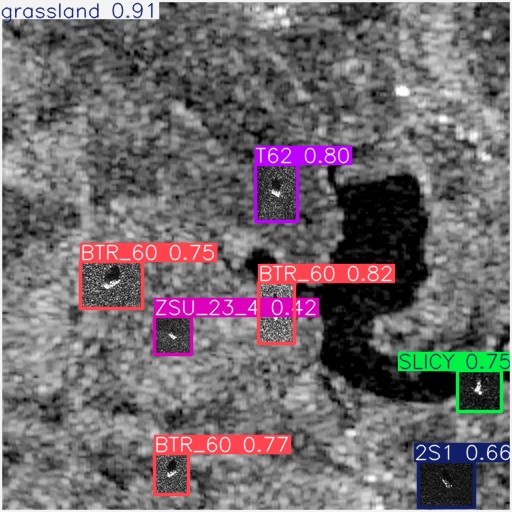 grassland 0.91
T62 0.80
BTR_60 0.75
BTR_60 0.82
ZSU_23_4 0.42
SLICY 0.75
BTR_60 0.77
2S1 0.66